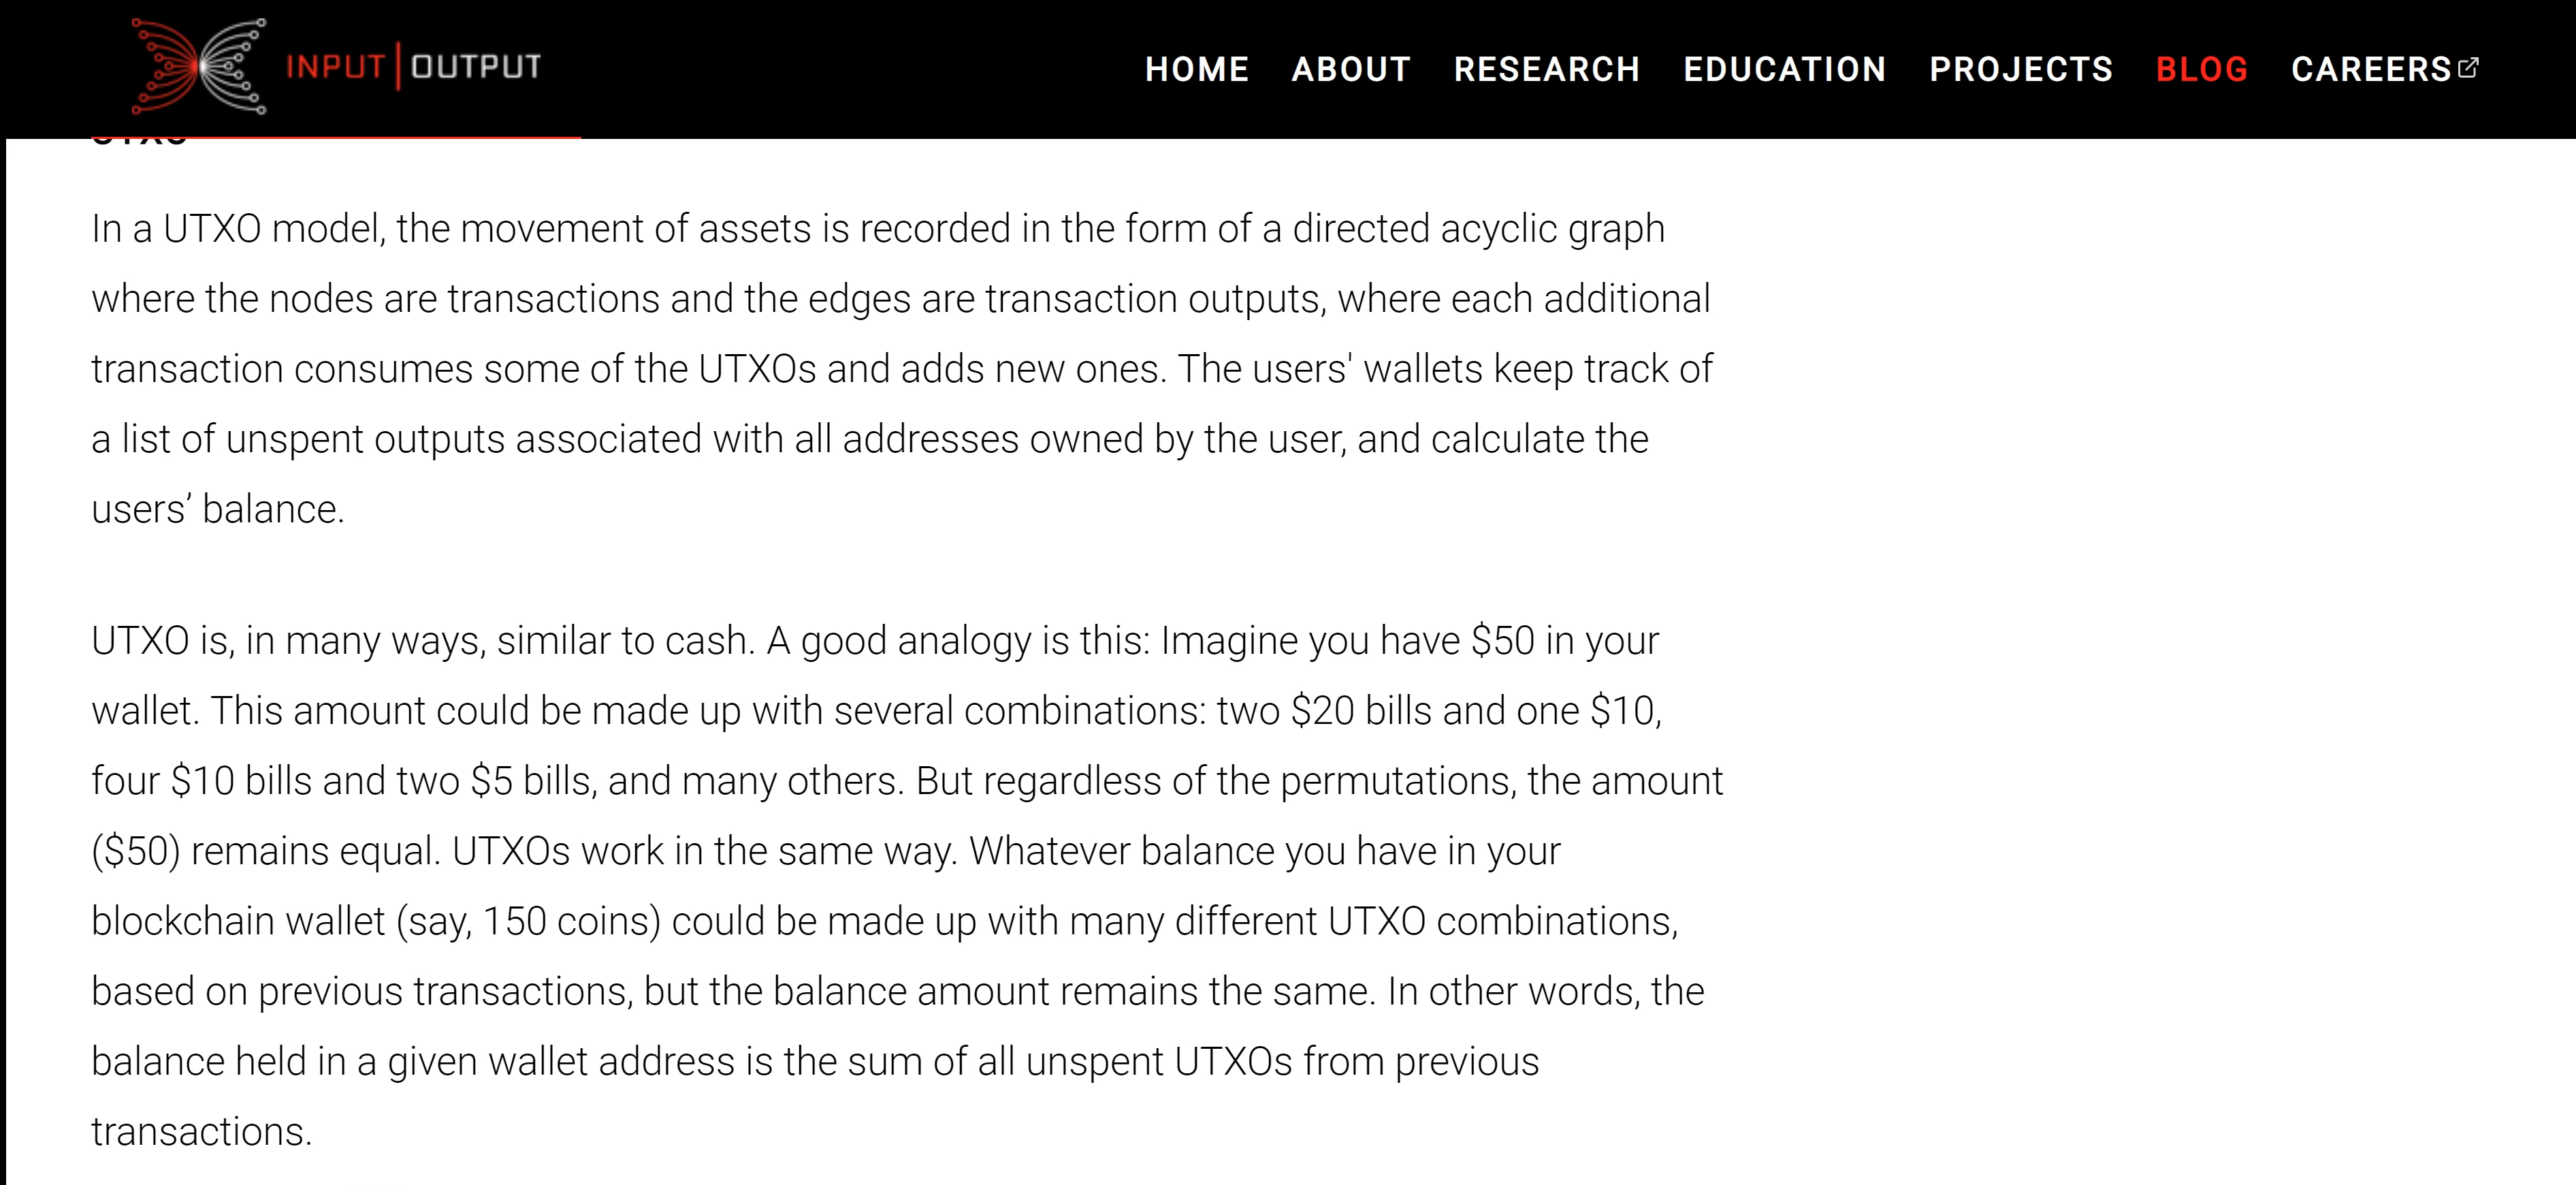 INPUT | OUTPUT
HOME ABOUT RESEARCH EDUCATION PROJECTS BLOG CAREERS
UTXO
In a UTXO model, the movement of assets is recorded in the form of a directed acyclic graph
where the nodes are transactions and the edges are transaction outputs, where each additional
transaction consumes some of the UTXOs and adds new ones. The users' wallets keep track of
a list of unspent outputs associated with all addresses owned by the user, and calculate the
users’ balance.
UTXO is, in many ways, similar to cash. A good analogy is this: Imagine you have $50 in your
wallet. This amount could be made up with several combinations: two $20 bills and one $10,
four $10 bills and two $5 bills, and many others. But regardless of the permutations, the amount
($50) remains equal. UTXOs work in the same way. Whatever balance you have in your
blockchain wallet (say, 150 coins) could be made up with many different UTXO combinations,
based on previous transactions, but the balance amount remains the same. In other words, the
balance held in a given wallet address is the sum of all unspent UTXOs from previous
transactions.